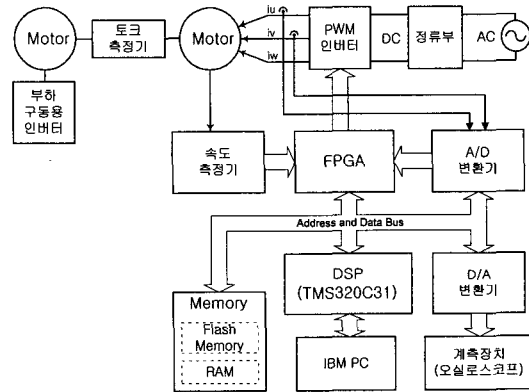 Motor
토크
측정기
Motor
iu
iv
iw
PWM
인버터
DC
정류부
AC
부하
구동용
인버터
속도
측정기
FPGA
A/D
변환기
Address and Data Bus
Memory
Flash
Memory
RAM
DSP
(TMS320C31)
D/A
변환기
IBM PC
계측장치
(오실로스코프)